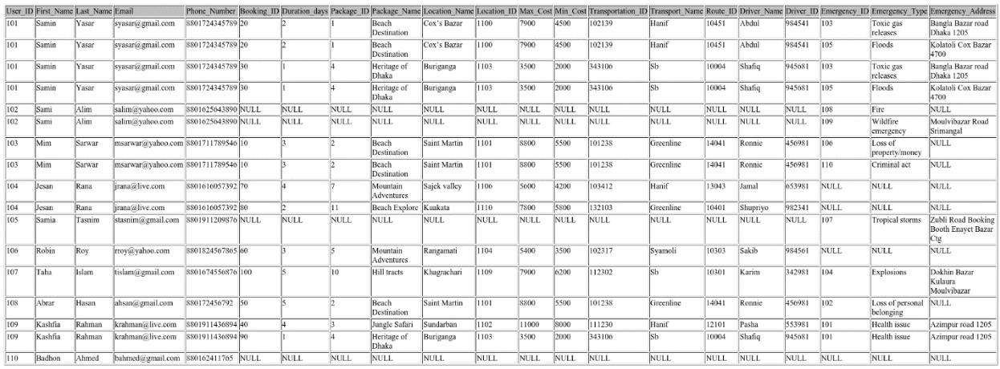 User_ID First_Name Last_Name Email Phone_Number Booking_ID Duration_days Package_ID Package_Name Location_Name Location_ID Max_Cost Min_Cost Transportation_ID Transport_Name Route_ID Driver_Name Driver_ID Emergency_ID Emergency_Type Emergency_Address
101 Samin Yasar syasar@gmail.com 8801724345789 20 2 1 Beach Cox's Bazar 1100 7900 4500 102139 Hanif 10451 Abdul 984541 103 Toxic gas Bangla Bazar road
Destination releases Dhaka 1205
101 Samin Yasar syasar@gmail.com 8801724345789 20 2 1 Beach Cox's Bazar 1100 7900 4500 102139 Hanif 10451 Abdul 984541 105 Floods Kolatoli Cox Bazar
Destination 4700
101 Samin Yasar syasar@gmail.com 8801724345789 30 1 4 Heritage of Buriganga 1103 3500 2000 343106 Sb 10004 Shafiq 945681 103 Toxic gas Bangla Bazar road
Dhaka releases Dhaka 1205
101 Samin Yasar syasar@gmail.com 8801724345789 30 1 4 Heritage of Buriganga 1103 3500 2000 343106 Sb 10004 Shafiq 945681 105 Floods Kolatoli Cox Bazar
Dhaka 4700
102 Sami Alim salim@yahoo.com 8801625643890 NULL NULL NULL NULL NULL NULL NULL NULL NULL NULL NULL NULL NULL 108 Fire NULL
102 Sami Alim salim@yahoo.com 8801625643890 NULL NULL NULL NULL NULL NULL NULL NULL NULL NULL NULL NULL NULL 109 Wildfire Moulvibazar Road
emergency Srimangal
103 Mim Sarwar msarwar@yahoo.com 8801711789546 10 3 2 Beach Saint Martin 1101 8800 5500 101238 Greenline 14041 Ronnie 456981 106 Loss of NULL
Destination property/money
103 Mim Sarwar msarwar@yahoo.com 8801711789546 10 3 2 Beach Saint Martin 1101 8800 5500 101238 Greenline 14041 Ronnie 456981 110 Criminal act NULL
Destination
104 Jesan Rana jrana@live.com 8801616057392 70 4 7 Mountain Sajek valley 1106 5600 4200 103412 Hanif 13043 Jamal 653981 NULL NULL NULL
Adventures
104 Jesan Rana jrana@live.com 8801616057392 80 2 11 Beach Explore Kuakata 1110 7800 5800 132103 Greenline 10401 Shupriyo 982341 NULL NULL NULL
105 Samia Tasnim stasnim@gmail.com 8801911209876 NULL NULL NULL NULL NULL NULL NULL NULL NULL NULL NULL NULL NULL 107 Tropical storms Zubli Road Booking
Booth Enayet Bazar
Ctg
106 Robin Roy rroy@yahoo.com 8801824567865 60 3 5 Mountain Rangamati 1104 5400 3500 102317 Syamoli 10303 Sakib 984561 NULL NULL NULL
Adventures
107 Taha Islam tislam@gmail.com 8801674556876 100 5 10 Hill tracts Khagrachari 1109 7900 6200 112302 Sb 10301 Karim 342981 104 Explosions Dokhin Bazar
Kulaura
Moulvibazar
108 Abrar Hasan ahsan@gmail.com 880172456792 50 5 2 Beach Saint Martin 1101 8800 5500 101238 Greenline 14041 Ronnie 456981 102 Loss of personal NULL
Destination belonging
109 Kashfia Rahman krahman@live.com 8801911436894 40 4 3 Jungle Safari Sundarban 1102 11000 8000 111230 Hanif 12101 Pasha 553981 101 Health issue Azimpur road 1205
109 Kashfia Rahman krahman@live.com 8801911436894 90 1 4 Heritage of Buriganga 1103 3500 2000 343106 Sb 10004 Shafiq 945681 101 Health issue Azimpur road 1205
Dhaka
110 Badhon Ahmed bahmed@gmail.com 880162411765 NULL NULL NULL NULL NULL NULL NULL NULL NULL NULL NULL NULL NULL NULL NULL NULL